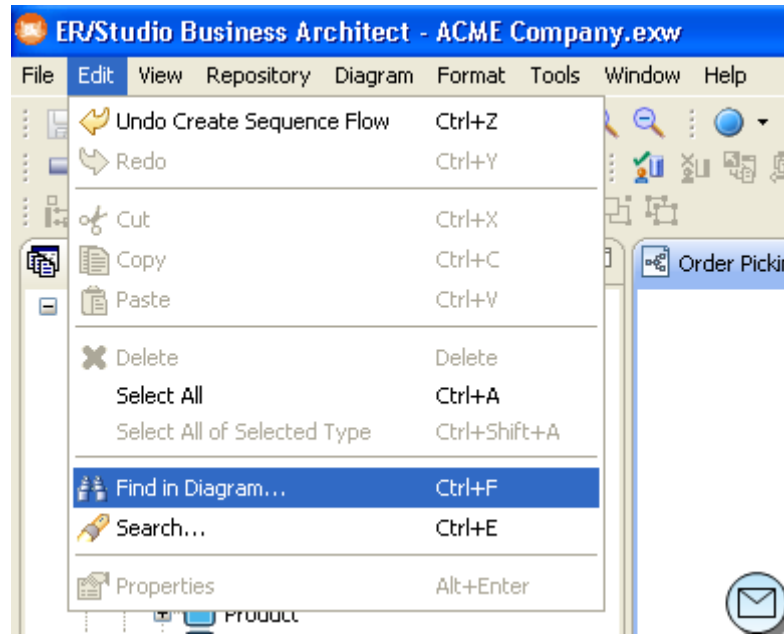 ER/Studio Business Architect - ACME Company.exw
File Edit View Repository Diagram Format Tools Window Help
Undo Create Sequence Flow Ctrl+Z
Redo Ctrl+Y
Cut Ctrl+X
Copy Ctrl+C
Paste Ctrl+V
Order Picki
Delete Delete
Select All Ctrl+A
Select All of Selected Type Ctrl+Shift+A
Find in Diagram... Ctrl+F
Search... Ctrl+E
Properties Alt+Enter
Product